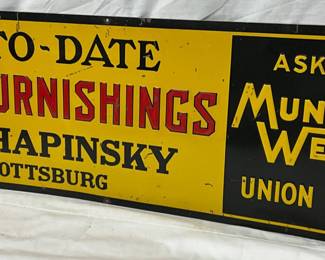 TO-DATE
URNISHINGS
HAPINSKY
OTTSBURG
ASK
MUN
WE
UNION